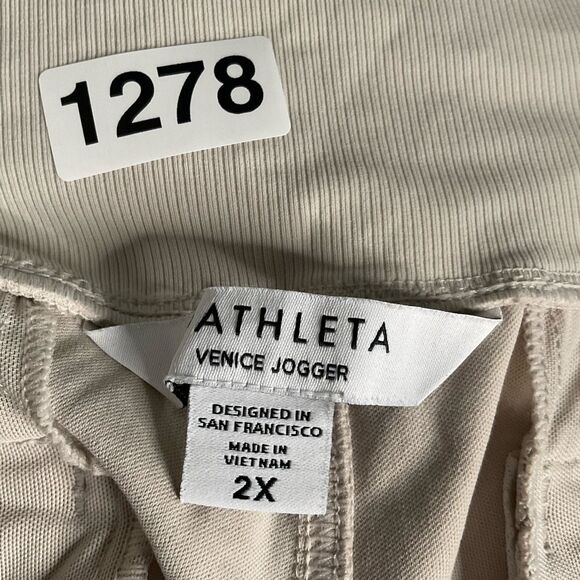 1278
ATHLETA
VENICE JOGGER
DESIGNED IN
SAN FRANCISCO
MADE IN
VIETNAM
2X